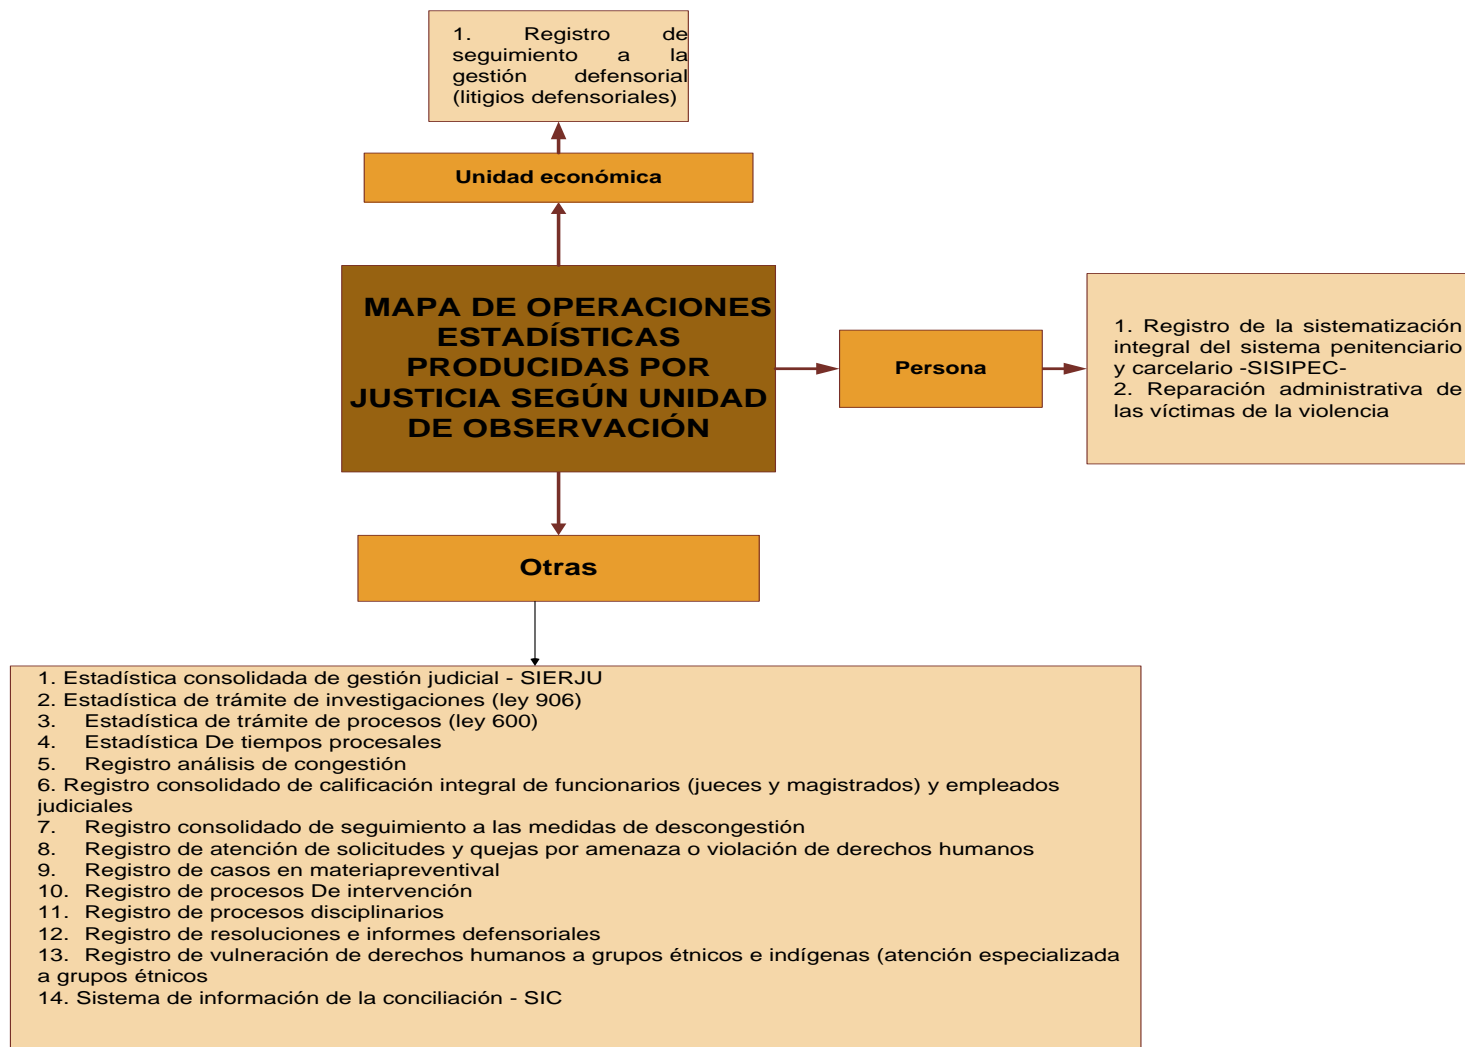 1. Registro de
seguimiento a la
gestión defensorial
(litigios defensoriales)
Unidad económica
MAPA DE OPERACIONES
ESTADÍSTICAS
PRODUCIDAS POR
JUSTICIA SEGÚN UNIDAD
DE OBSERVACIÓN
Persona
1. Registro de la sistematización
integral del sistema penitenciario
y carcelario -SISIPEC-
2. Reparación administrativa de
las víctimas de la violencia
Otras
1. Estadística consolidada de gestión judicial - SIERJU
2. Estadística de trámite de investigaciones (ley 906)
3. Estadística de trámite de procesos (ley 600)
4. Estadística De tiempos procesales
5. Registro análisis de congestión
6. Registro consolidado de calificación integral de funcionarios (jueces y magistrados) y empleados
judiciales
7. Registro consolidado de seguimiento a las medidas de descongestión
8. Registro de atención de solicitudes y quejas por amenaza o violación de derechos humanos
9. Registro de casos en materiapreventival
10. Registro de procesos De intervención
11. Registro de procesos disciplinarios
12. Registro de resoluciones e informes defensoriales
13. Registro de vulneración de derechos humanos a grupos étnicos e indígenas (atención especializada
a grupos étnicos
14. Sistema de información de la conciliación - SIC